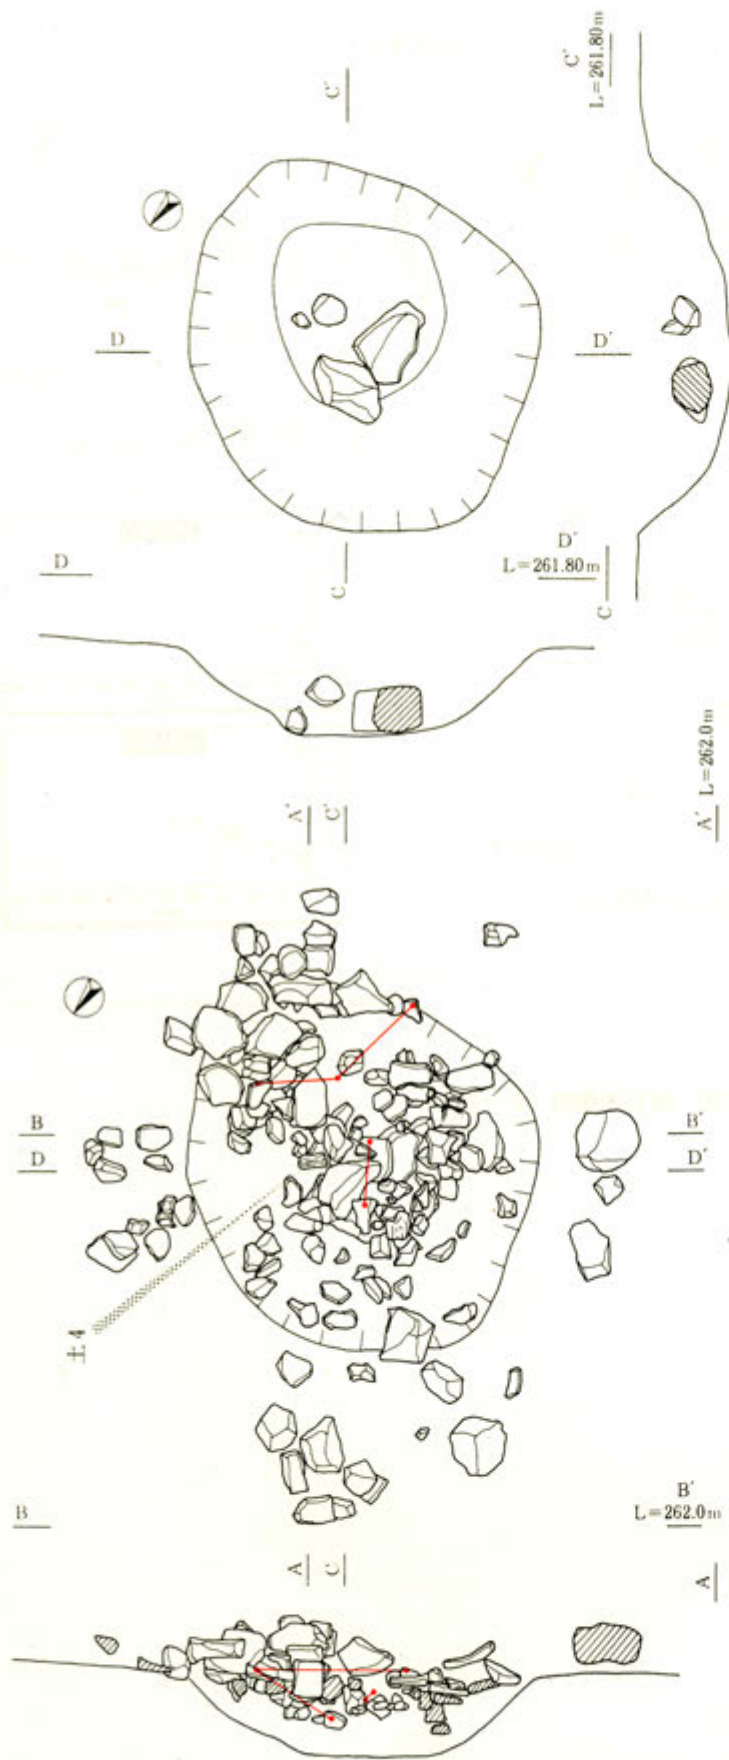 C′
C′
L=261.80m
D
D′
D
D′
L=261.80m
C
C
A′
C′
A′ L=262.0m
B
D
B′
D′
土4
B
B′
L=262.0m
A
C
A